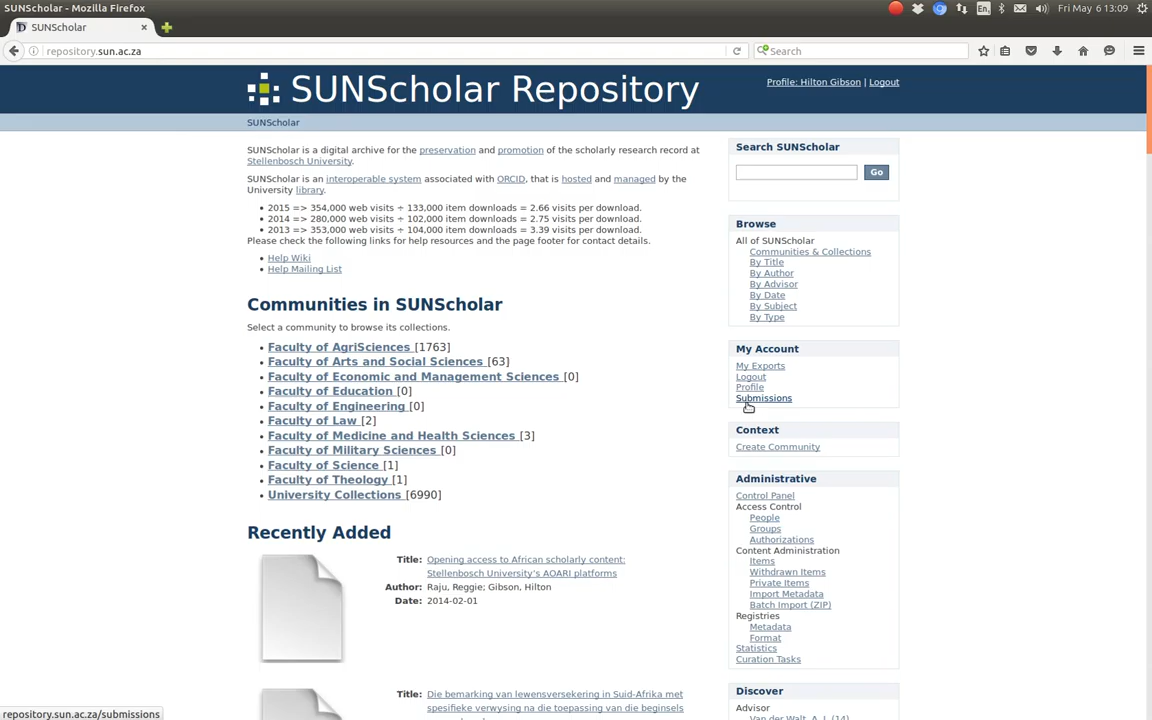 SUNScholar - Mozilla Firefox
En
Fri May 6 13:09
SUNScholar
repository.sun.ac.za
Search
SUNScholar Repository
Profile: Hilton Gibson | Logout
SUNScholar
SUNScholar is a digital archive for the preservation and promotion of the scholarly research record at
Stellenbosch University.
SUNScholar is an interoperable system associated with ORCID, that is hosted and managed by the
University library.
• 2015 => 354,000 web visits ÷ 133,000 item downloads = 2.66 visits per download.
• 2014 => 280,000 web visits ÷ 102,000 item downloads = 2.75 visits per download.
• 2013 => 353,000 web visits ÷ 104,000 item downloads = 3.39 visits per download.
Please check the following links for help resources and the page footer for contact details.
• Help Wiki
• Help Mailing List
Communities in SUNScholar
Select a community to browse its collections.
• Faculty of AgriSciences [1763]
• Faculty of Arts and Social Sciences [63]
• Faculty of Economic and Management Sciences [0]
• Faculty of Education [0]
• Faculty of Engineering [0]
• Faculty of Law [2]
• Faculty of Medicine and Health Sciences [3]
• Faculty of Military Sciences [0]
• Faculty of Science [1]
• Faculty of Theology [1]
• University Collections [6990]
Recently Added
Title: Opening access to African scholarly content:
Stellenbosch University's AOARI platforms
Author: Raju, Reggie; Gibson, Hilton
Date: 2014-02-01
Title: Die bemarking van lewensversekering in Suid-Afrika met
spesifieke verwysing na die toepassing van die beginsels
Search SUNScholar
Go
Browse
All of SUNScholar
Communities & Collections
By Title
By Author
By Advisor
By Date
By Subject
By Type
My Account
My Exports
Logout
Profile
Submissions
Context
Create Community
Administrative
Control Panel
Access Control
People
Groups
Authorizations
Content Administration
Items
Withdrawn Items
Private Items
Import Metadata
Batch Import (ZIP)
Registries
Metadata
Format
Statistics
Curation Tasks
Discover
Advisor
Van der Walt, A. J. (14)
repository.sun.ac.za/submissions